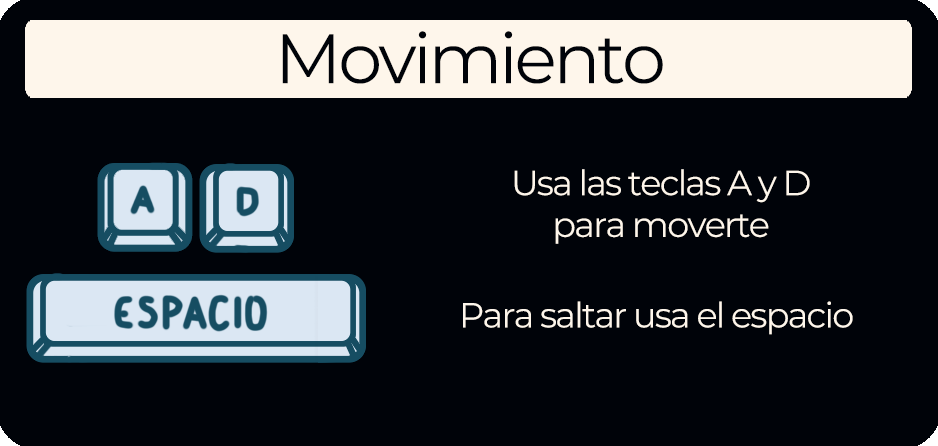 Movimiento
A D
Usa las teclas A y D
para moverte
ESPACIO
Para saltar usa el espacio